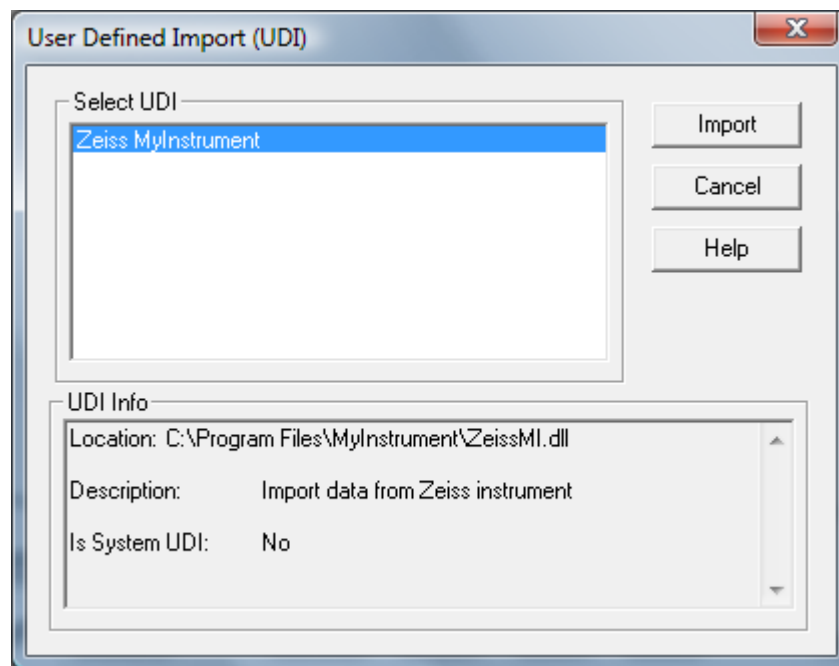 User Defined Import (UDI)
Select UDI
Zeiss MyInstrument
Import
Cancel
Help
UDI Info
Location: C:\Program Files\MyInstrument\ZeissMI.dll
Description: Import data from Zeiss instrument
Is System UDI: No